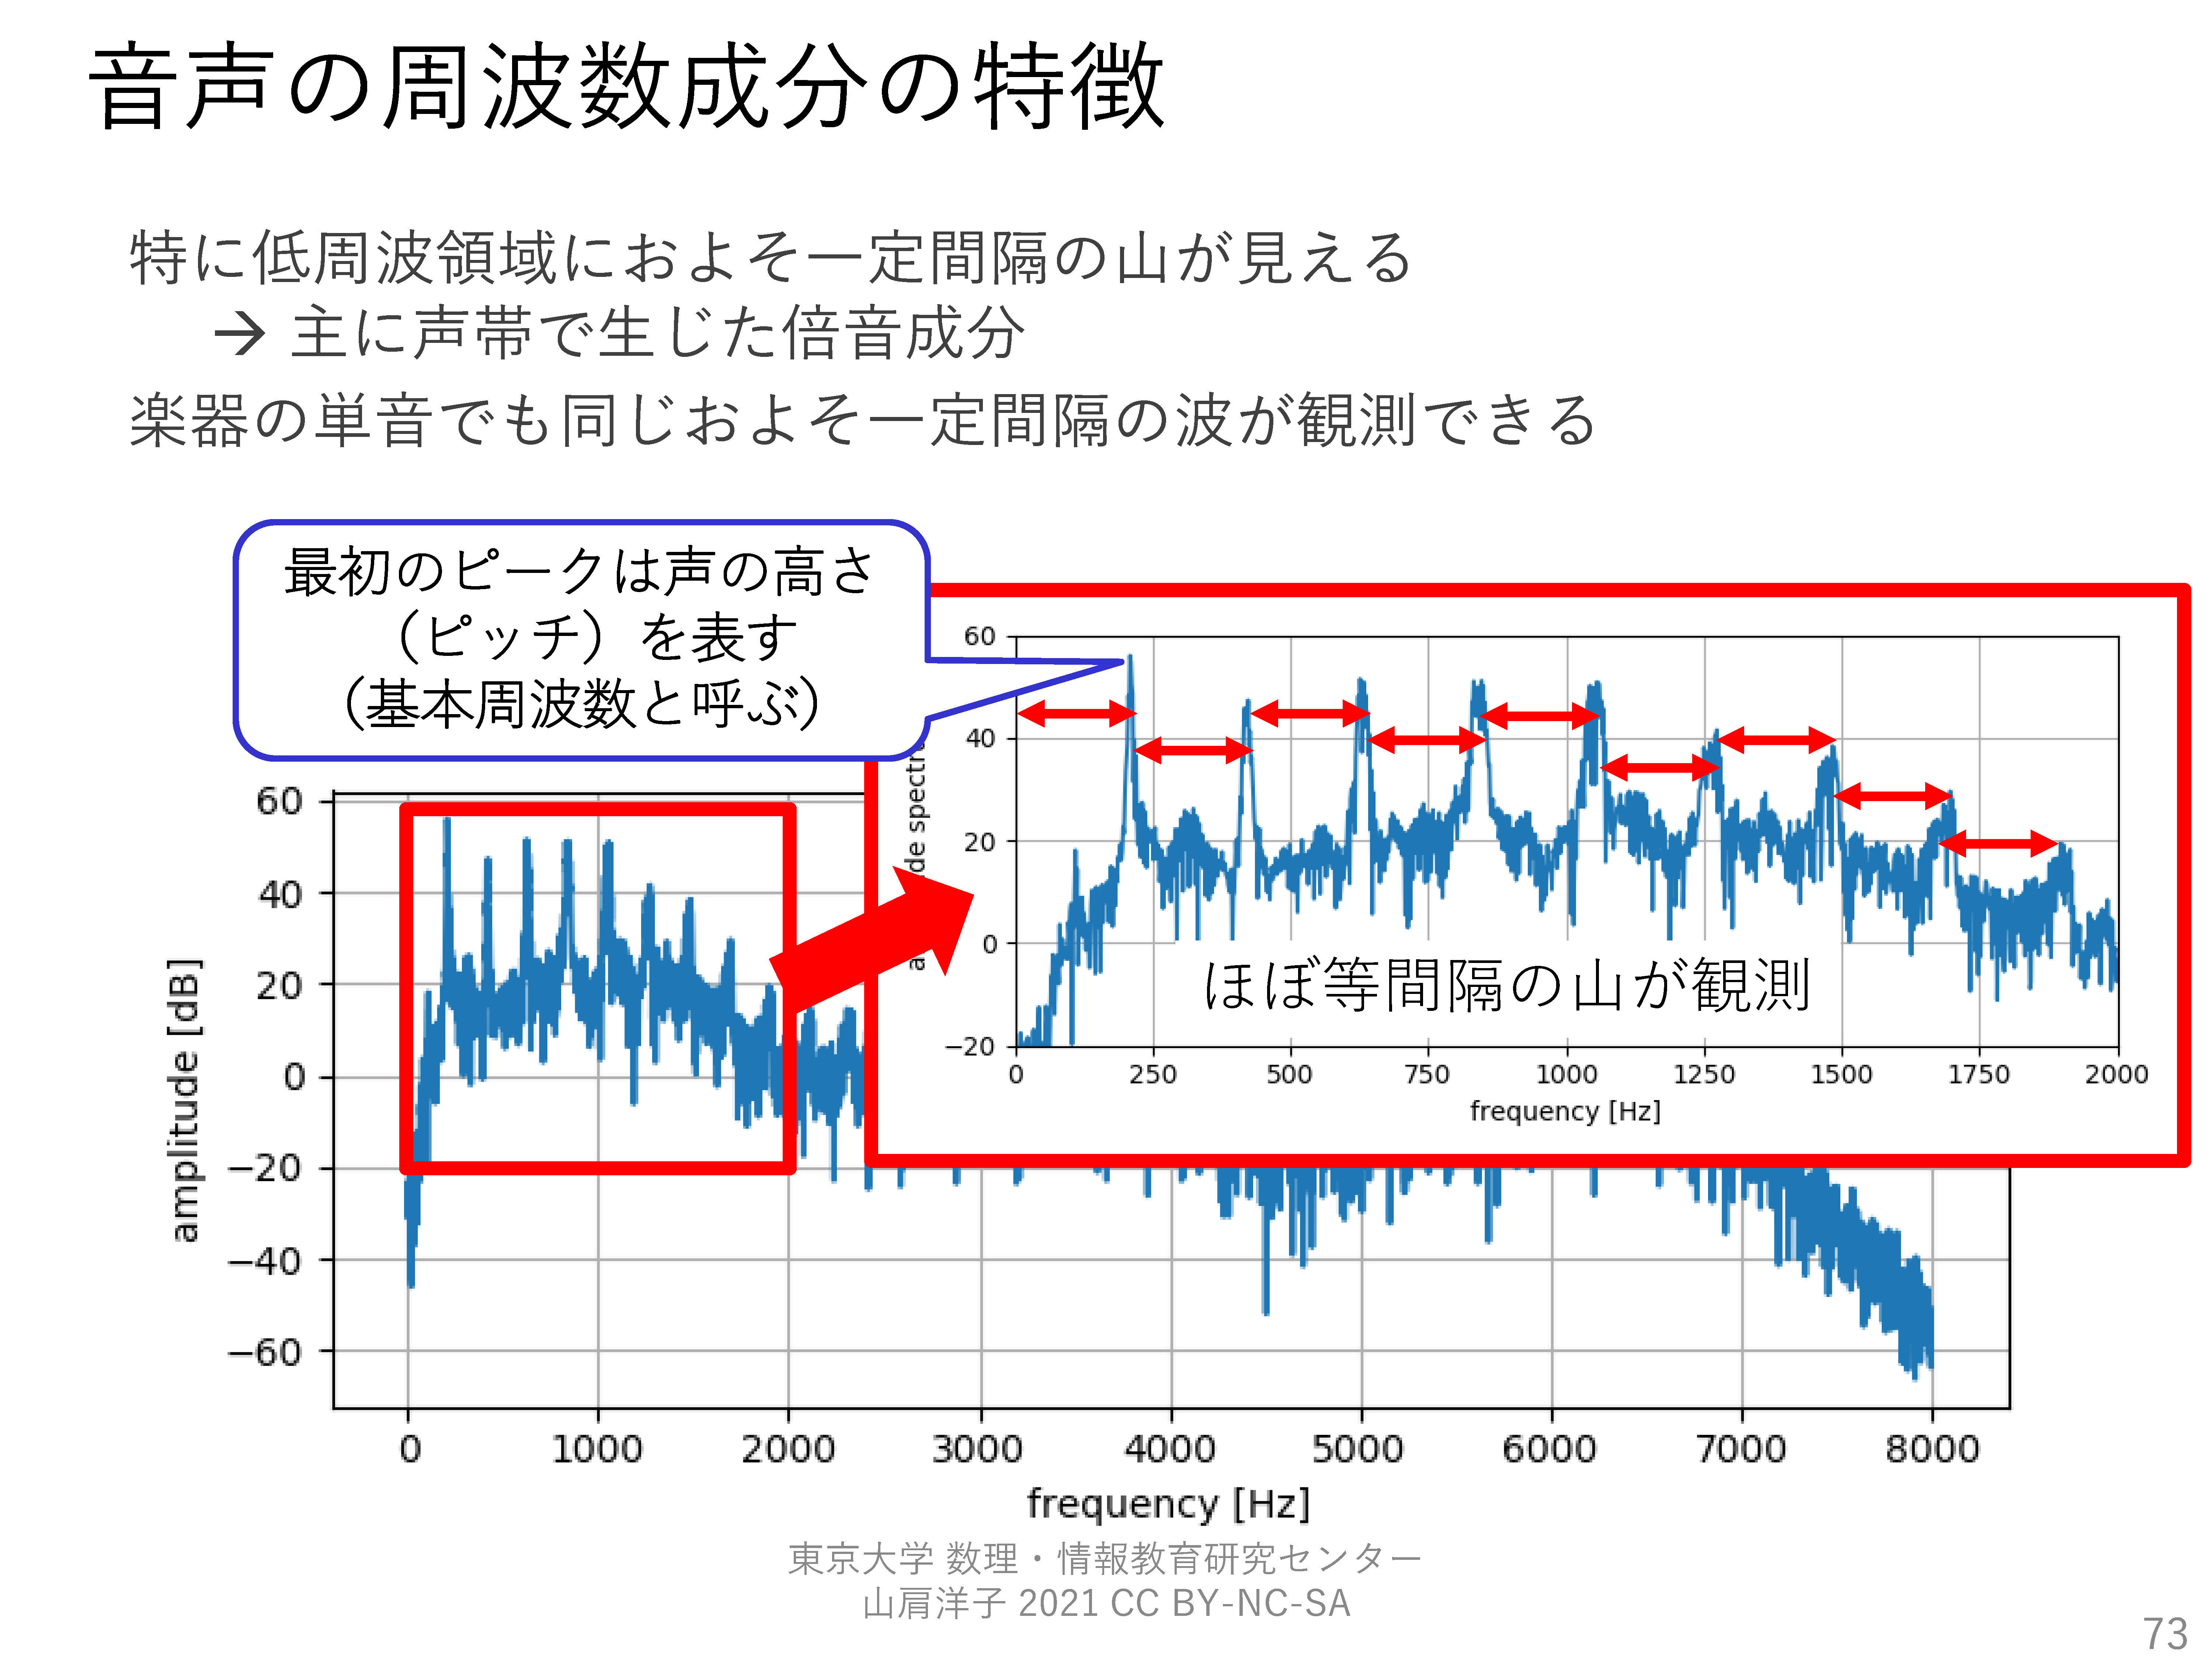 音声の周波数成分の特徴
特に低周波領域におよそ一定間隔の山が見える
→ 主に声帯で生じた倍音成分
楽器の単音でも同じおよそ一定間隔の波が観測できる
最初のピークは声の高さ
（ピッチ）を表す
（基本周波数と呼ぶ）
60
40
20
0
−20
0 250 500 750 1000 1250 1500 1750 2000
frequency [Hz]
ほぼ等間隔の山が観測
amplitude [dB]
60
40
20
0
−20
−40
−60
0 1000 2000 3000 4000 5000 6000 7000 8000
frequency [Hz]
東京大学 数理・情報教育研究センター
山肩洋子 2021 CC BY-NC-SA
73